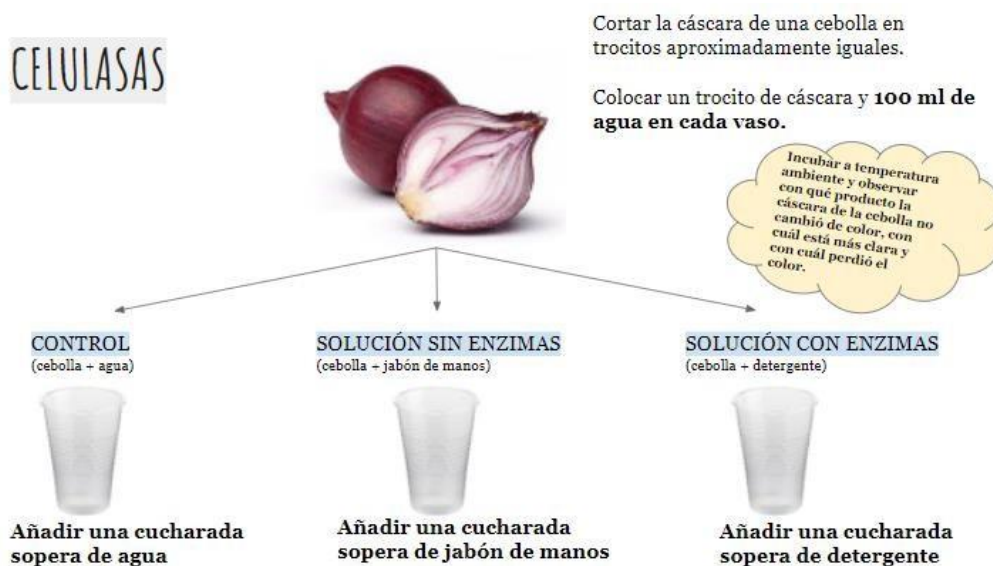 CELULASAS
Cortar la cáscara de una cebolla en
trocitos aproximadamente iguales.
Colocar un trocito de cáscara y 100 ml de
agua en cada vaso.
Incubar a temperatura
ambiente y observar
con qué producto la
cáscara de la cebolla no
cambió de color, con
cuál está más clara y
con cuál perdió el
color.
CONTROL
(cebolla + agua)
SOLUCIÓN SIN ENZIMAS
(cebolla + jabón de manos)
SOLUCIÓN CON ENZIMAS
(cebolla + detergente)
Añadir una cucharada
sopera de agua
Añadir una cucharada
sopera de jabón de manos
Añadir una cucharada
sopera de detergente